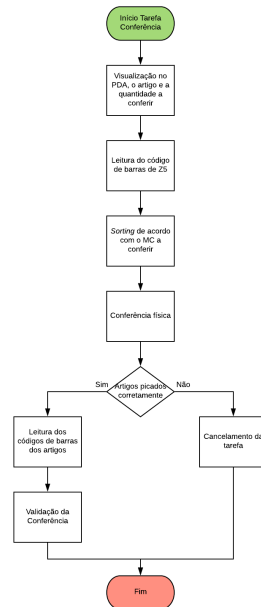 Início Tarefa
Conferência
Visualização no
PDA, o artigo e a
quantidade a
conferir
Leitura do código
de barras de Z5
Sorting de acordo
com o MC a
conferir
Conferência física
Artigos picados
corretamente
Sim
Não
Leitura dos
códigos de barras
dos artigos
Cancelamento da
tarefa
Validação da
Conferência
Fim